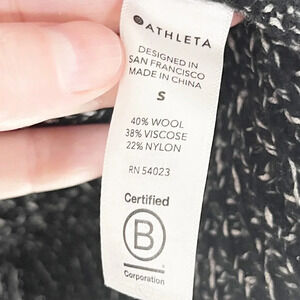 ATHLETA
DESIGNED IN
SAN FRANCISCO
MADE IN CHINA
S
40% WOOL
38% VISCOSE
22% NYLON
RN 54023
Certified
B
Corporation